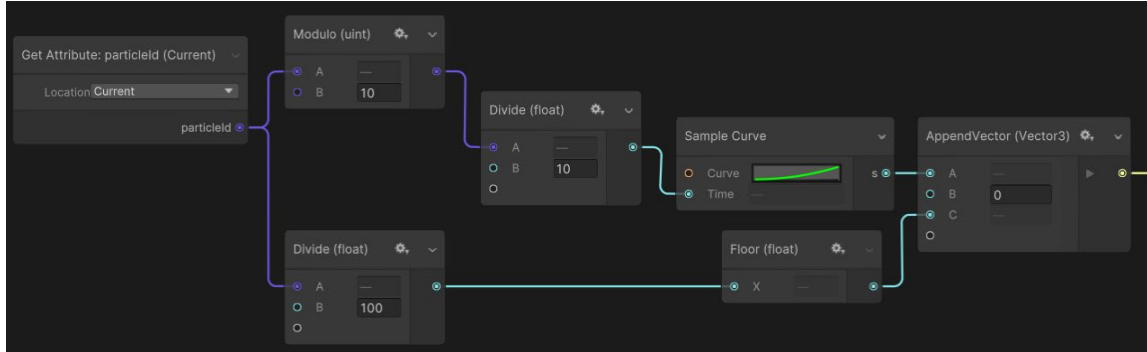 Get Attribute: particleId (Current)
Location Current
particleId
Modulo (uint)
A —
B 10
Divide (float)
A —
B 10
Sample Curve
Curve
s
Time —
AppendVector (Vector3)
A —
B 0
C —
Divide (float)
A —
B 100
Floor (float)
X —